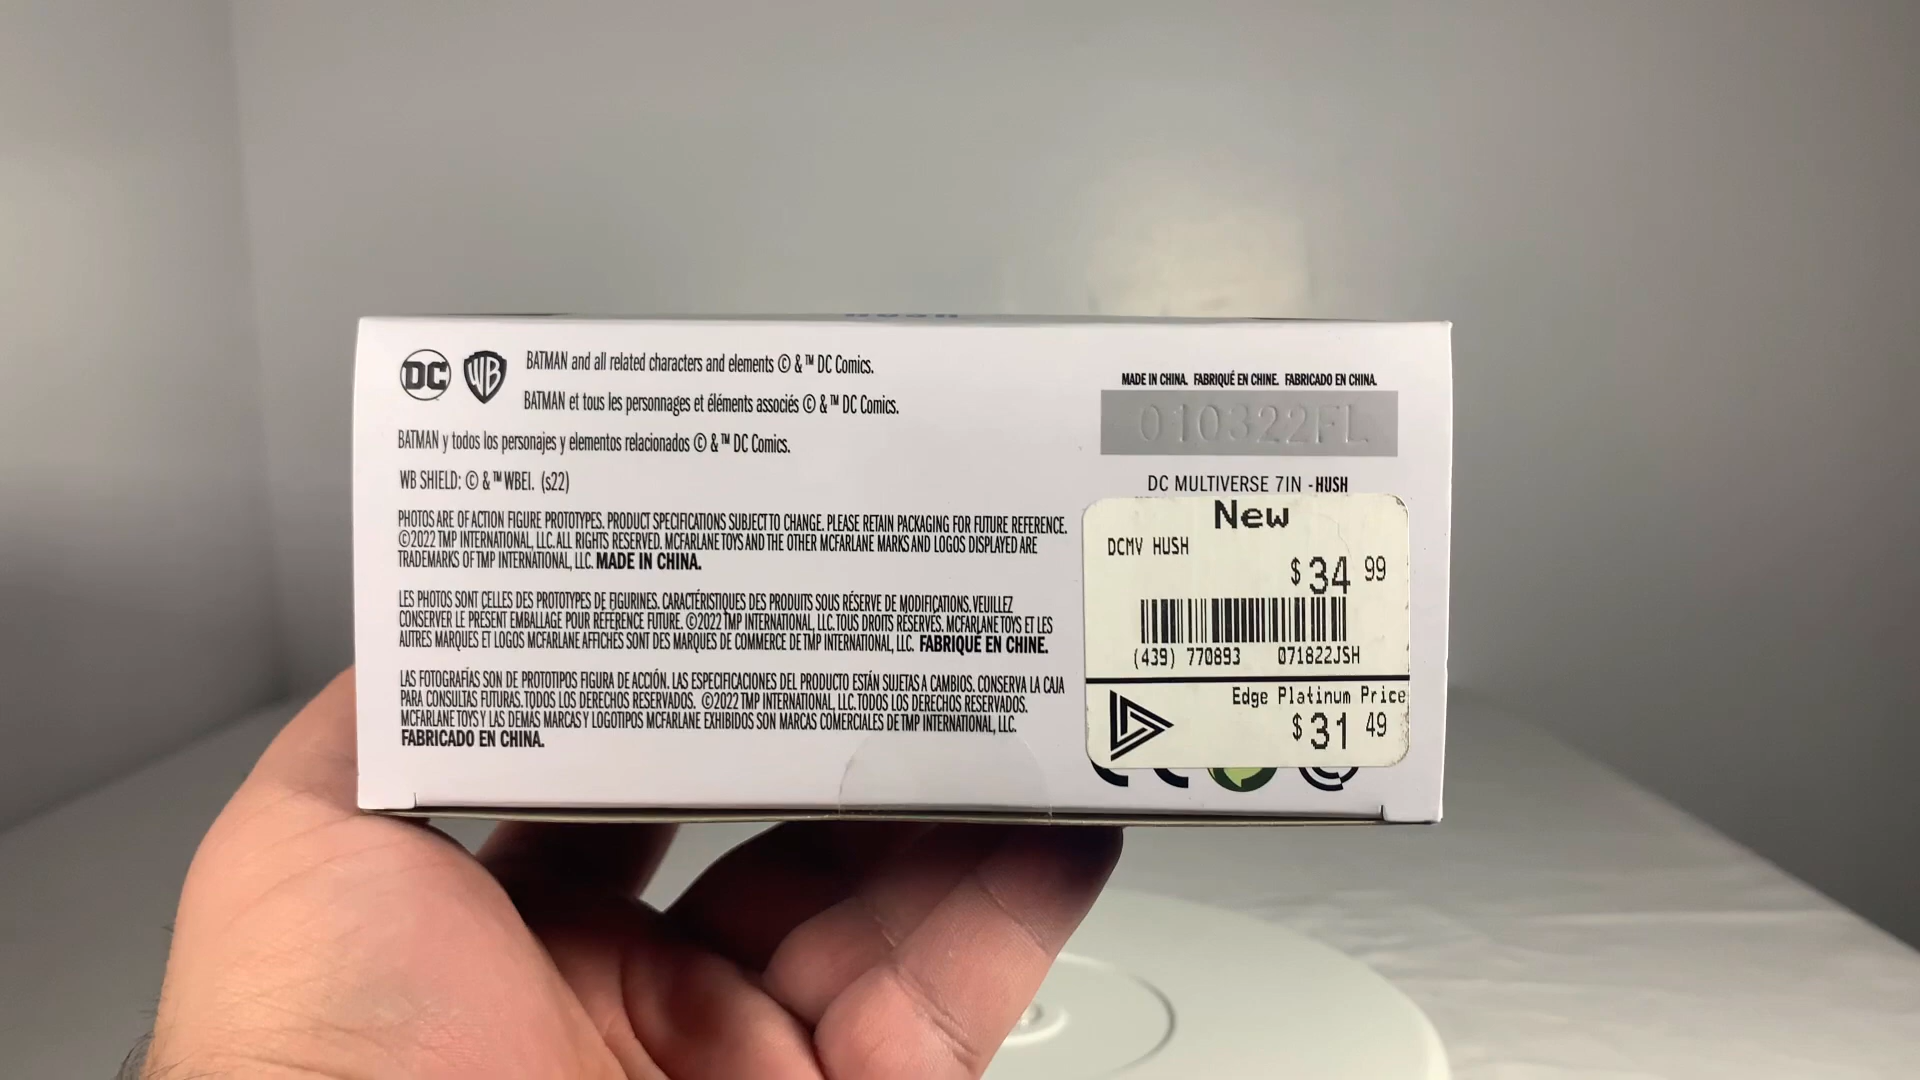 DC WB BATMAN and all related characters and elements © & ™ DC Comics.
BATMAN et tous les personnages et éléments associés © & ™ DC Comics.
BATMAN y todos los personajes y elementos relacionados © & ™ DC Comics.
WB SHIELD: © & ™ WBEI. (s22)
PHOTOS ARE OF ACTION FIGURE PROTOTYPES. PRODUCT SPECIFICATIONS SUBJECT TO CHANGE. PLEASE RETAIN PACKAGING FOR FUTURE REFERENCE.
©2022 TMP INTERNATIONAL, LLC. ALL RIGHTS RESERVED. MCFARLANE TOYS AND THE OTHER MCFARLANE MARKS AND LOGOS DISPLAYED ARE
TRADEMARKS OF TMP INTERNATIONAL, LLC. MADE IN CHINA.
LES PHOTOS SONT CELLES DES PROTOTYPES DE FIGURINES. CARACTÉRISTIQUES DES PRODUITS SOUS RÉSERVE DE MODIFICATIONS. VEUILLEZ
CONSERVER LE PRÉSENT EMBALLAGE POUR RÉFÉRENCE FUTURE. ©2022 TMP INTERNATIONAL, LLC. TOUS DROITS RÉSERVÉS. MCFARLANE TOYS ET LES
AUTRES MARQUES ET LOGOS MCFARLANE AFFICHÉS SONT DES MARQUES DE COMMERCE DE TMP INTERNATIONAL, LLC. FABRIQUÉ EN CHINE.
LAS FOTOGRAFÍAS SON DE PROTOTIPOS FIGURA DE ACCIÓN. LAS ESPECIFICACIONES DEL PRODUCTO ESTÁN SUJETAS A CAMBIOS. CONSERVA LA CAJA
PARA CONSULTAS FUTURAS. TODOS LOS DERECHOS RESERVADOS. ©2022 TMP INTERNATIONAL, LLC. TODOS LOS DERECHOS RESERVADOS.
MCFARLANE TOYS Y LAS DEMÁS MARCAS Y LOGOTIPOS MCFARLANE EXHIBIDOS SON MARCAS COMERCIALES DE TMP INTERNATIONAL, LLC.
FABRICADO EN CHINA.
MADE IN CHINA. FABRIQUÉ EN CHINE. FABRICADO EN CHINA.
010322FL
DC MULTIVERSE 7IN - HUSH
New
DCMV HUSH
$34 99
(439) 770893 071822JSH
Edge Platinum Price
$31 49